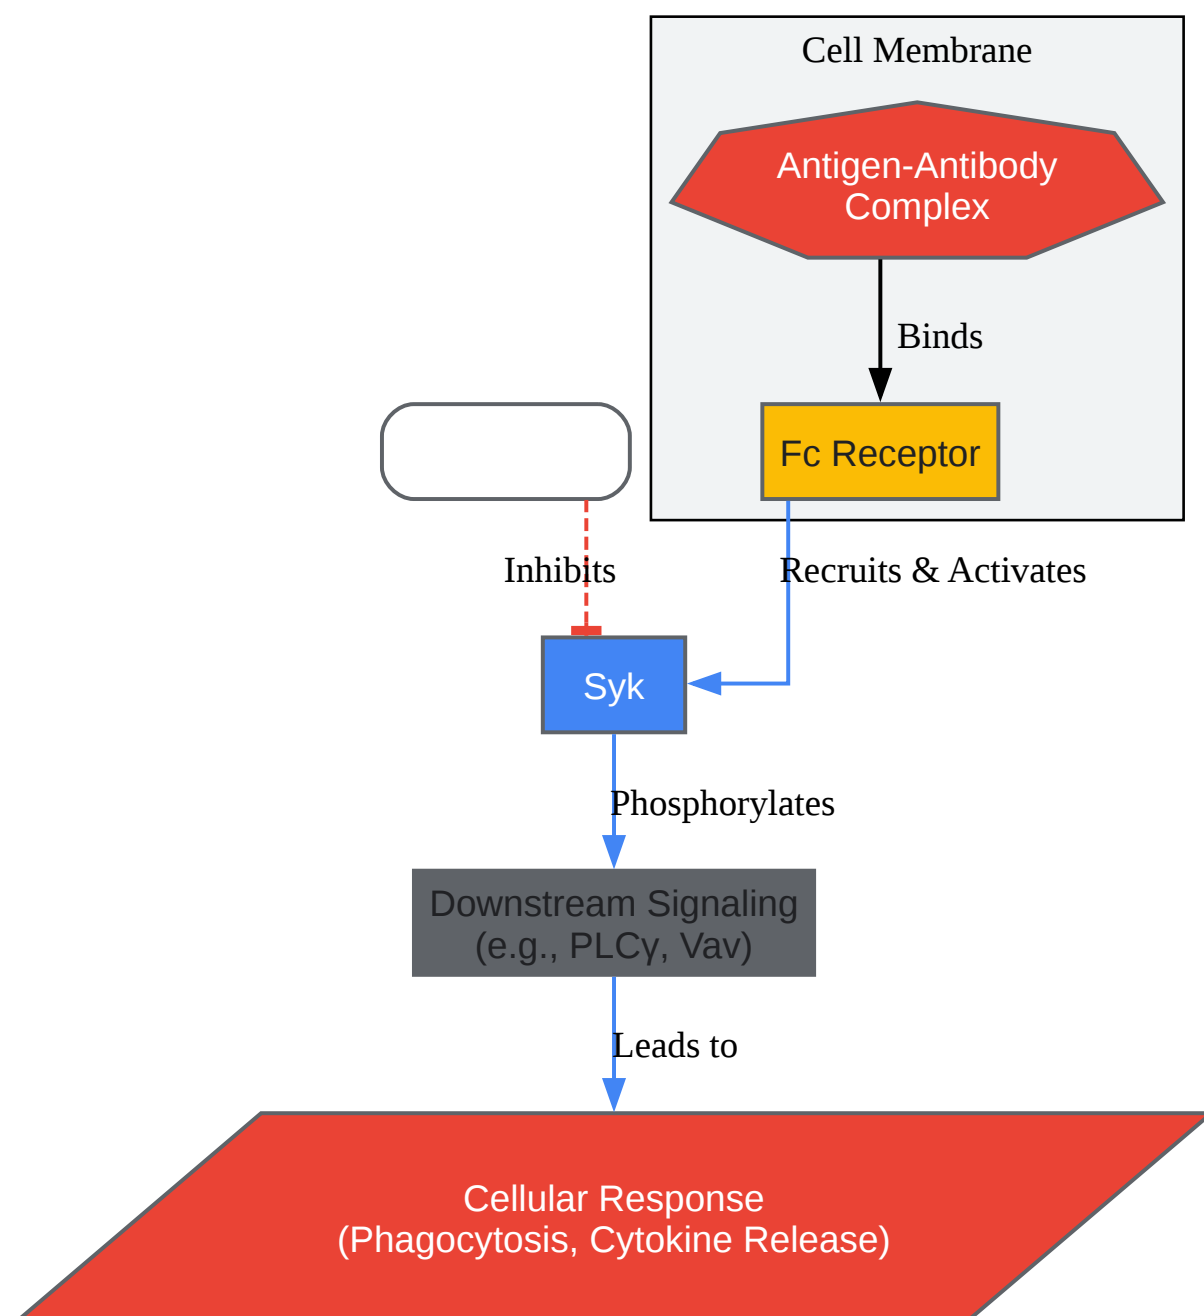 Cell Membrane
Antigen-Antibody
Complex
Binds
Fc Receptor
Inhibits
Recruits & Activates
Syk
Phosphorylates
Downstream Signaling
(e.g., PLCγ, Vav)
Leads to
Cellular Response
(Phagocytosis, Cytokine Release)